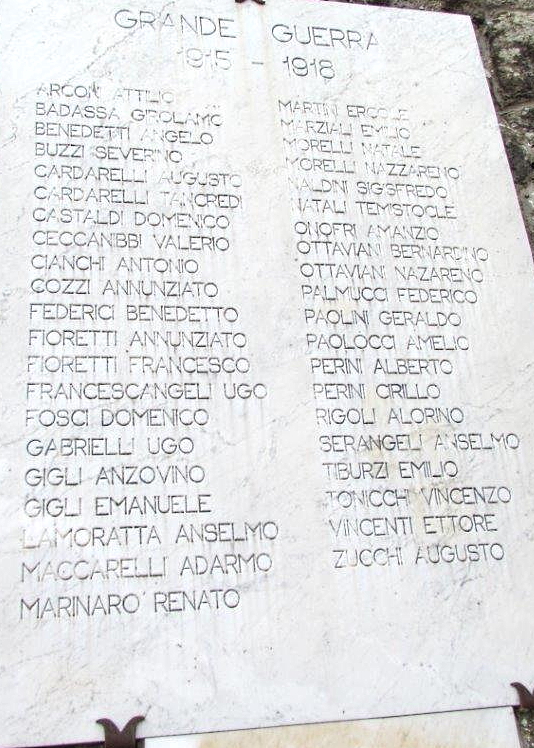 GRANDE GUERRA
1915 - 1918
ARCONI ATTILIO
BADASSA GIROLAMO
BENEDETTI ANGELO
BUZZI SEVERINO
CARDARELLI AUGUSTO
CARDARELLI TANCREDI
CASTALDI DOMENICO
CECCANIBBI VALERIO
CIANCHI ANTONIO
COZZI ANNUNZIATO
FEDERICI BENEDETTO
FIORETTI ANNUNZIATO
FIORETTI FRANCESCO
FRANCESCANGELI UGO
FOSCI DOMENICO
GABRIELLI UGO
GIGLI ANZOVINO
GIGLI EMANUELE
LAMORATTA ANSELMO
MACCARELLI ADARMO
MARINARO' RENATO
MARTINI ERCOLE
MARZIALI EMILIO
MORELLI NATALE
MORELLI NAZZARENO
NALDINI SIGISFREDO
NATALI TEMISTOCLE
ONOFRI AMANZIO
OTTAVIANI BERNARDINO
OTTAVIANI NAZARENO
PALMUCCI FEDERICO
PAOLINI GERALDO
PAOLOCCI AMELIO
PERINI ALBERTO
PERINI CIRILLO
RIGOLI ALORINO
SERANGELI ANSELMO
TIBURZI EMILIO
TONICCHI VINCENZO
VINCENTI ETTORE
ZUCCHI AUGUSTO